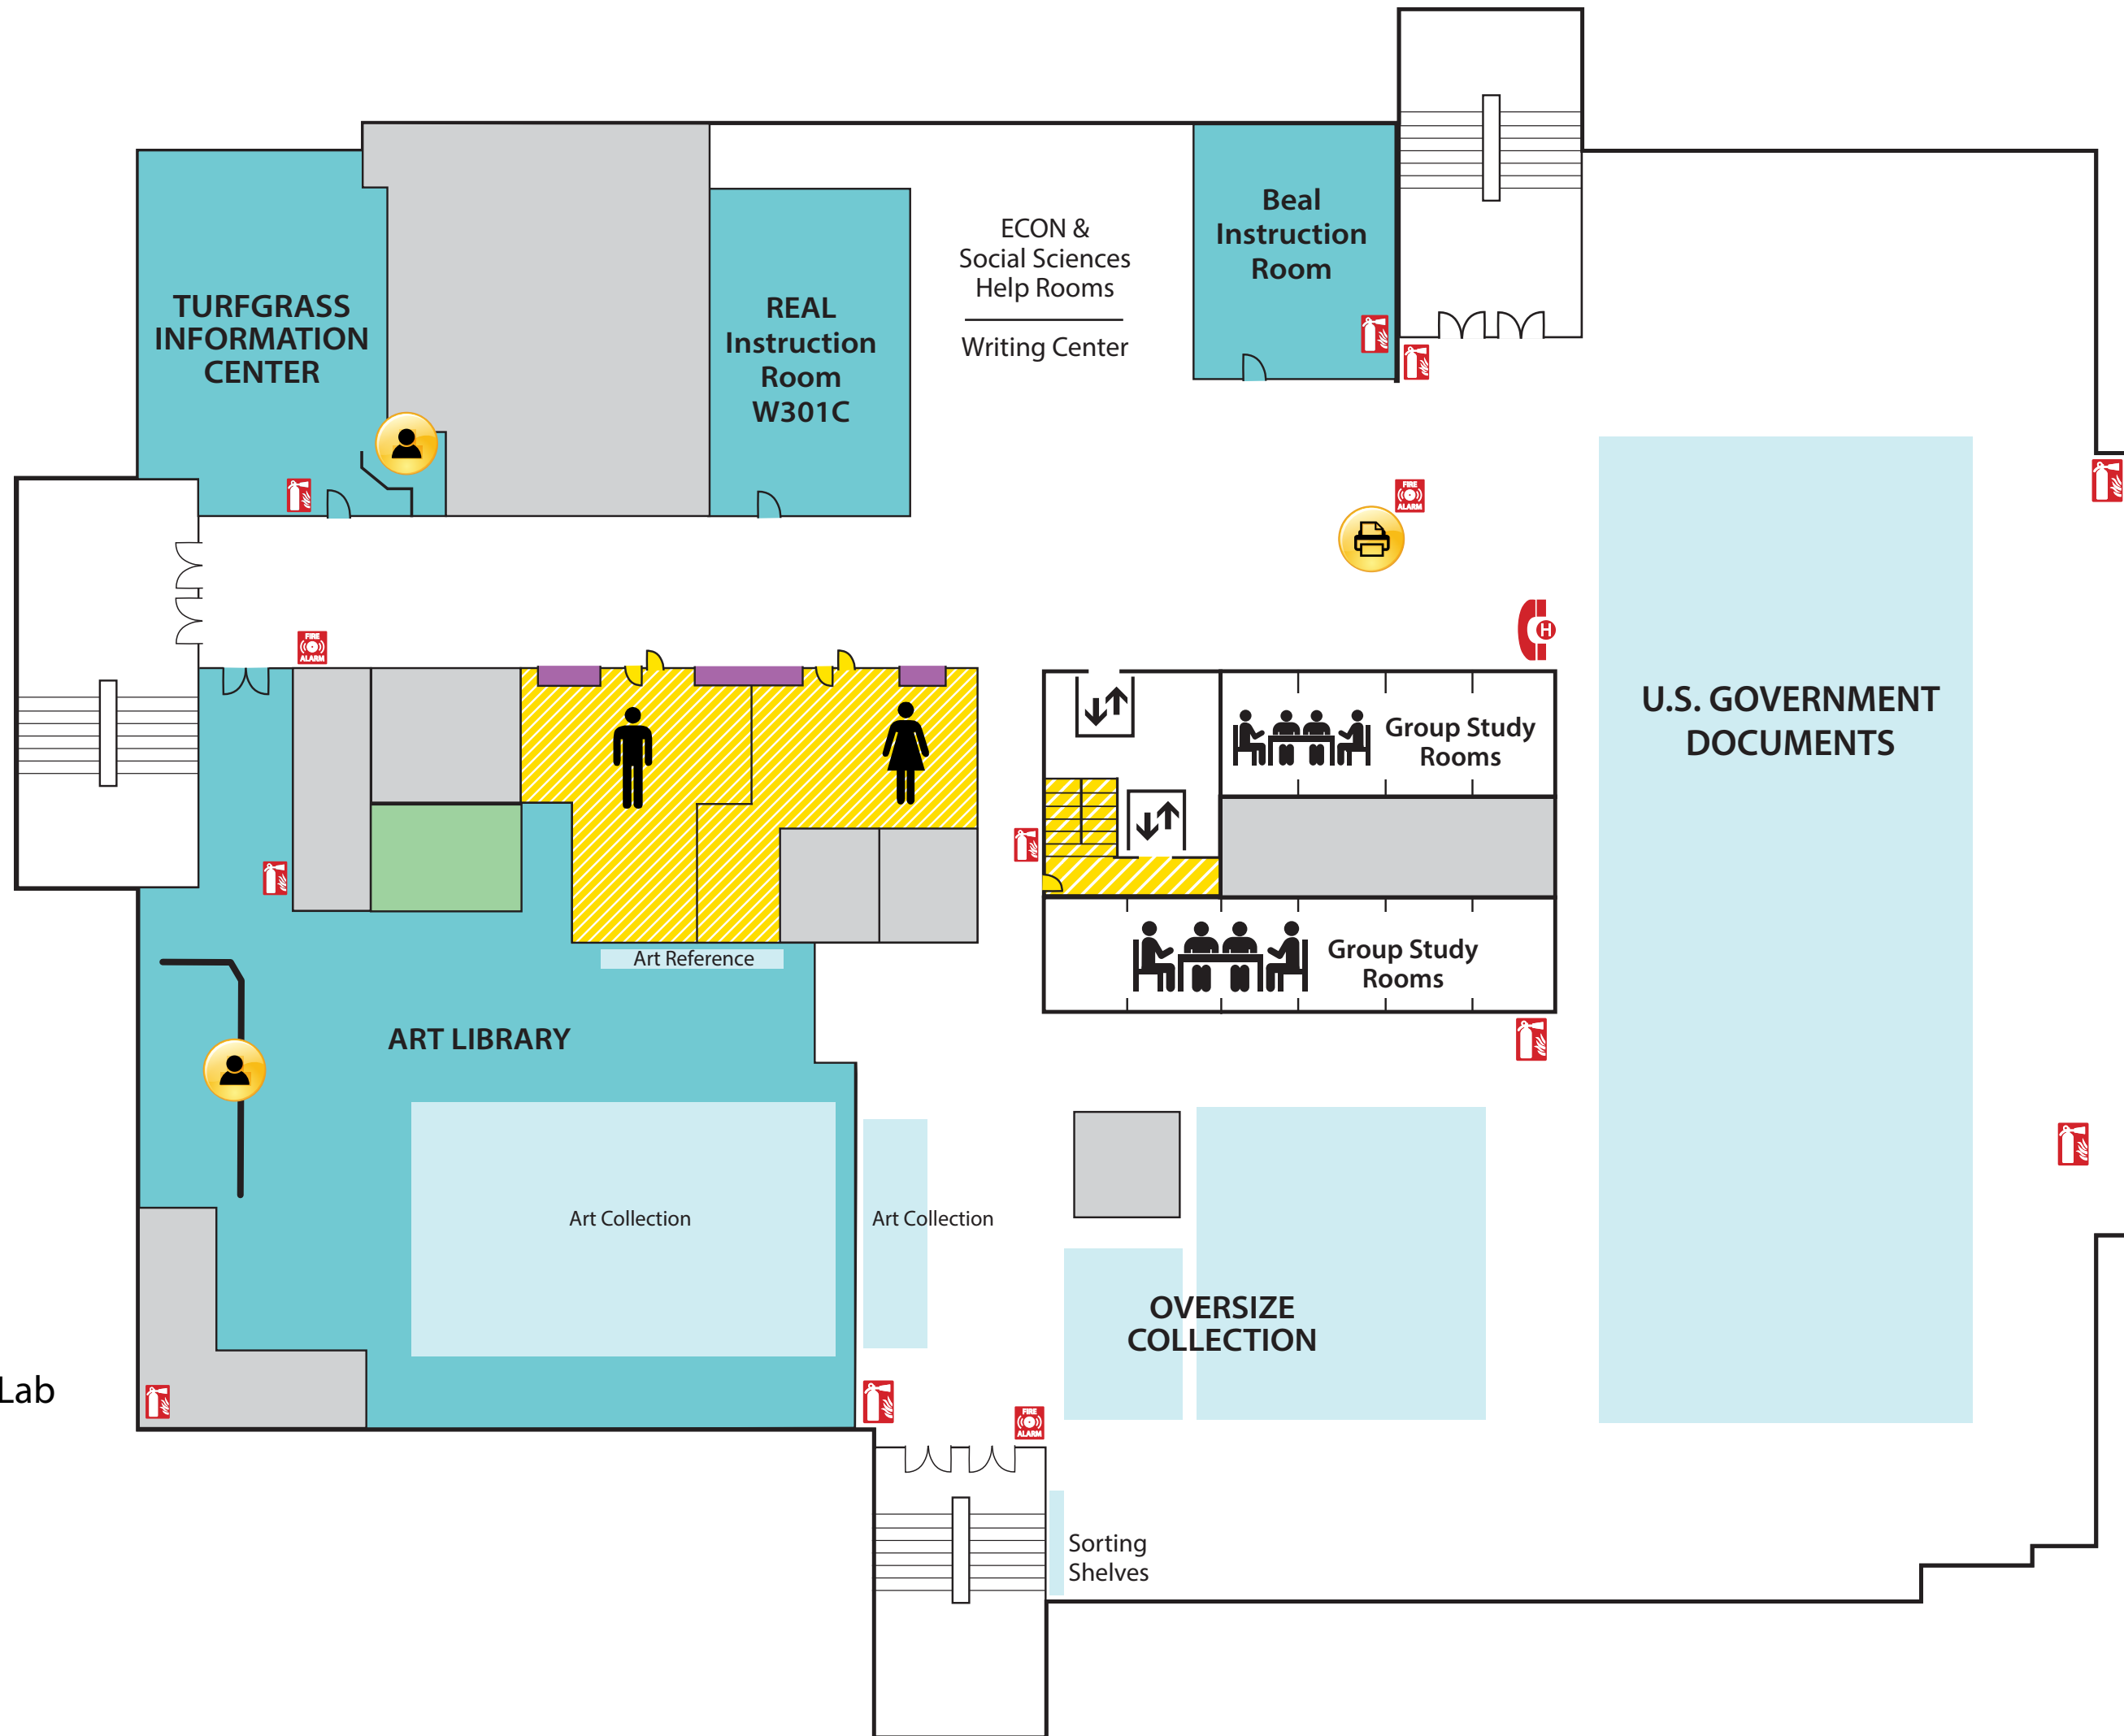 TURFGRASS
INFORMATION
CENTER
REAL
Instruction
Room
W301C
ECON &
Social Sciences
Help Rooms
Writing Center
Beal
Instruction
Room
FIRE
ALARM
H
FIRE
ALARM
Group Study
Rooms
U.S. GOVERNMENT
DOCUMENTS
Group Study
Rooms
Art Reference
ART LIBRARY
Art Collection
Art Collection
OVERSIZE
COLLECTION
Lab
FIRE
ALARM
Sorting
Shelves